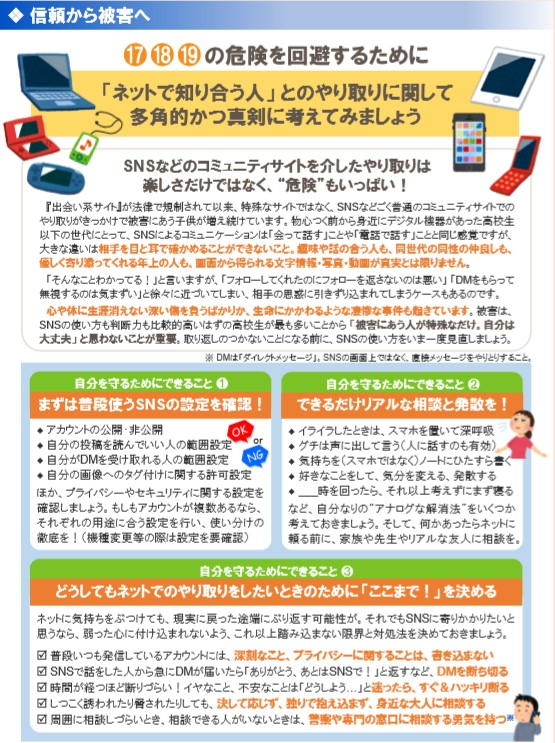 ❖ 信頼から被害へ
⑰⑱⑲の危険を回避するために
「ネットで知り合う人」とのやり取りに関して
多角的かつ真剣に考えてみましょう
SNSなどのコミュニティサイトを介したやり取りは
楽しさだけではなく、“危険”もいっぱい！
『出会い系サイト』が法律で規制されて以来、特殊なサイトではなく、SNSなどごく普通のコミュニティサイトでの
やり取りがきっかけで被害にあう子供が増え続けています。物心つく前から身近にデジタル機器があった高校生
以下の世代にとって、SNSによるコミュニケーションは「会って話す」ことや「電話で話す」ことと同じ感覚ですが、
大きな違いは相手を目と耳で確かめることができないこと。趣味や話の合う人も、同世代の同性の仲良しも、
優しく寄り添ってくれる年上の人も、画面から得られる文字情報・写真・動画が真実とは限りません。
「そんなことわかってる！」と言いますが、「フォローしてくれたのにフォローを返さないのは悪い」「DMをもらって
無視するのは気まずい」と徐々に近づいてしまい、相手の思惑に引きずり込まれてしまうケースもあるのです。
心や体に生涯消えない深い傷を負うばかりか、生命にかかわるような凄惨な事件も起きています。被害は、
SNSの使い方も判断力も比較的高いはずの高校生が最も多いことから「被害にあう人が特殊なだけ。自分は
大丈夫」と思わないことが重要。取り返しのつかないことになる前に、SNSの使い方をいま一度見直しましょう。
※ DMは「ダイレクトメッセージ」。SNSの画面上ではなく、直接メッセージをやりとりすること。
自分を守るためにできること ①
まずは普段使うSNSの設定を確認！
◆ アカウントの公開・非公開
◆ 自分の投稿を読んでいい人の範囲設定
◆ 自分がDMを受け取れる人の範囲設定
◆ 自分の画像へのタグ付けに関する許可設定
OK
or
NG
ほか、プライバシーやセキュリティに関する設定を
確認しましょう。もしもアカウントが複数あるなら、
それぞれの用途に合う設定を行い、使い分けの
徹底を！（機種変更等の際は設定を要確認）
自分を守るためにできること ②
できるだけリアルな相談と発散を！
◆ イライラしたときは、スマホを置いて深呼吸
◆ グチは声に出して言う（人に話すのも有効）
◆ 気持ちを（スマホではなく）ノートにひたすら書く
◆ 好きなことをして、気分を変える、発散する
◆ ___時を回ったら、それ以上考えずにまず寝る
など、自分なりの“アナログな解消法”をいくつか
考えておきましょう。そして、何かあったらネットに
頼る前に、家族や先生やリアルな友人に相談を。
自分を守るためにできること ③
どうしてもネットでのやり取りをしたいときのために「ここまで！」を決める
ネットに気持ちをぶつけても、現実に戻った途端にぶり返す可能性が。それでもSNSに寄りかかりたいと
思うなら、弱った心に付け込まれないよう、これ以上踏み込まない限界と対処法を決めておきましょう。
☑ 普段いつも発信しているアカウントには、深刻なこと、プライバシーに関することは、書き込まない
☑ SNSで話をした人から急にDMが届いたら「ありがとう、あとはSNSで！」と返すなど、DMを断ち切る
☑ 時間が経つほど断りづらい！イヤなこと、不安なことは「どうしよう…」と迷ったら、すぐ＆ハッキリ断る
☑ しつこく誘われたり脅されたりしても、決して応じず、独りで抱え込まず、身近な大人に相談する
☑ 周囲に相談しづらいとき、相談できる人がいないときは、警察や専門の窓口に相談する勇気を持つ※